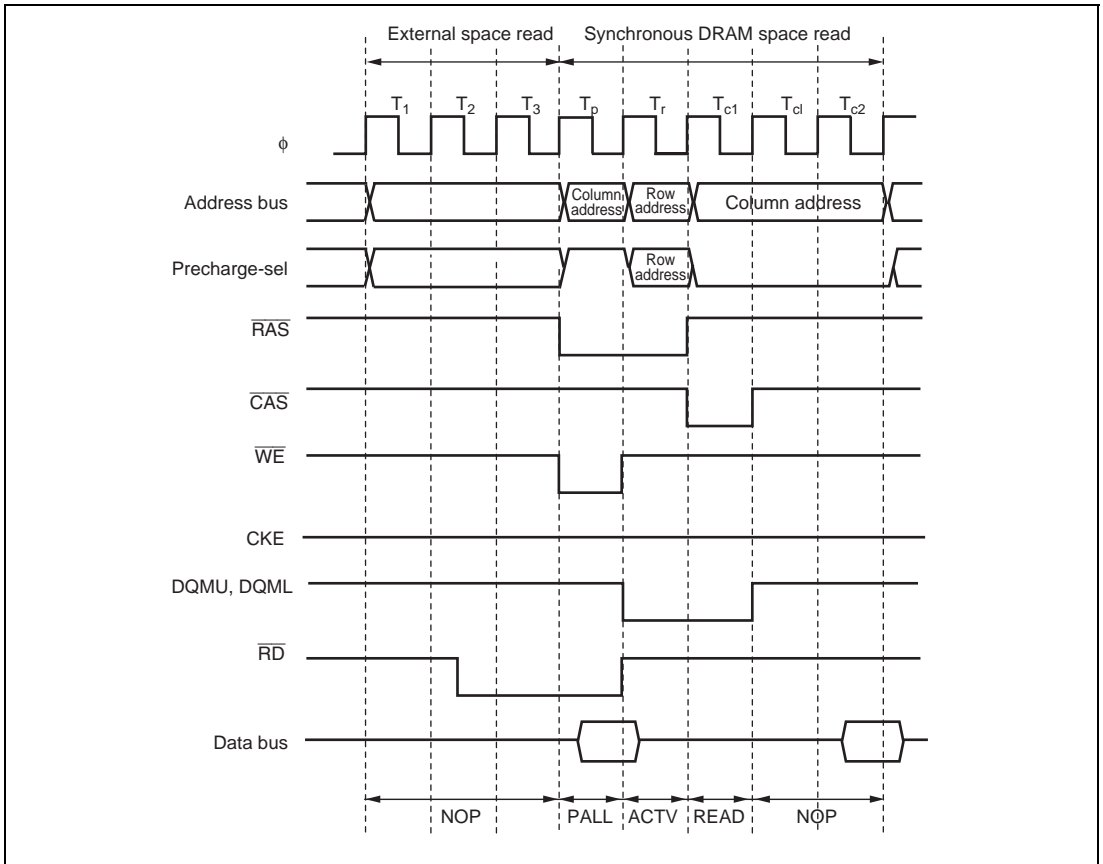 External space read Synchronous DRAM space read
T1 T2 T3 Tp Tr Tc1 Tcl Tc2
ϕ
Address bus Column address Row address Column address
Precharge-sel Row address
RAS
CAS
WE
CKE
DQMU, DQML
RD
Data bus
NOP PALL ACTV READ NOP